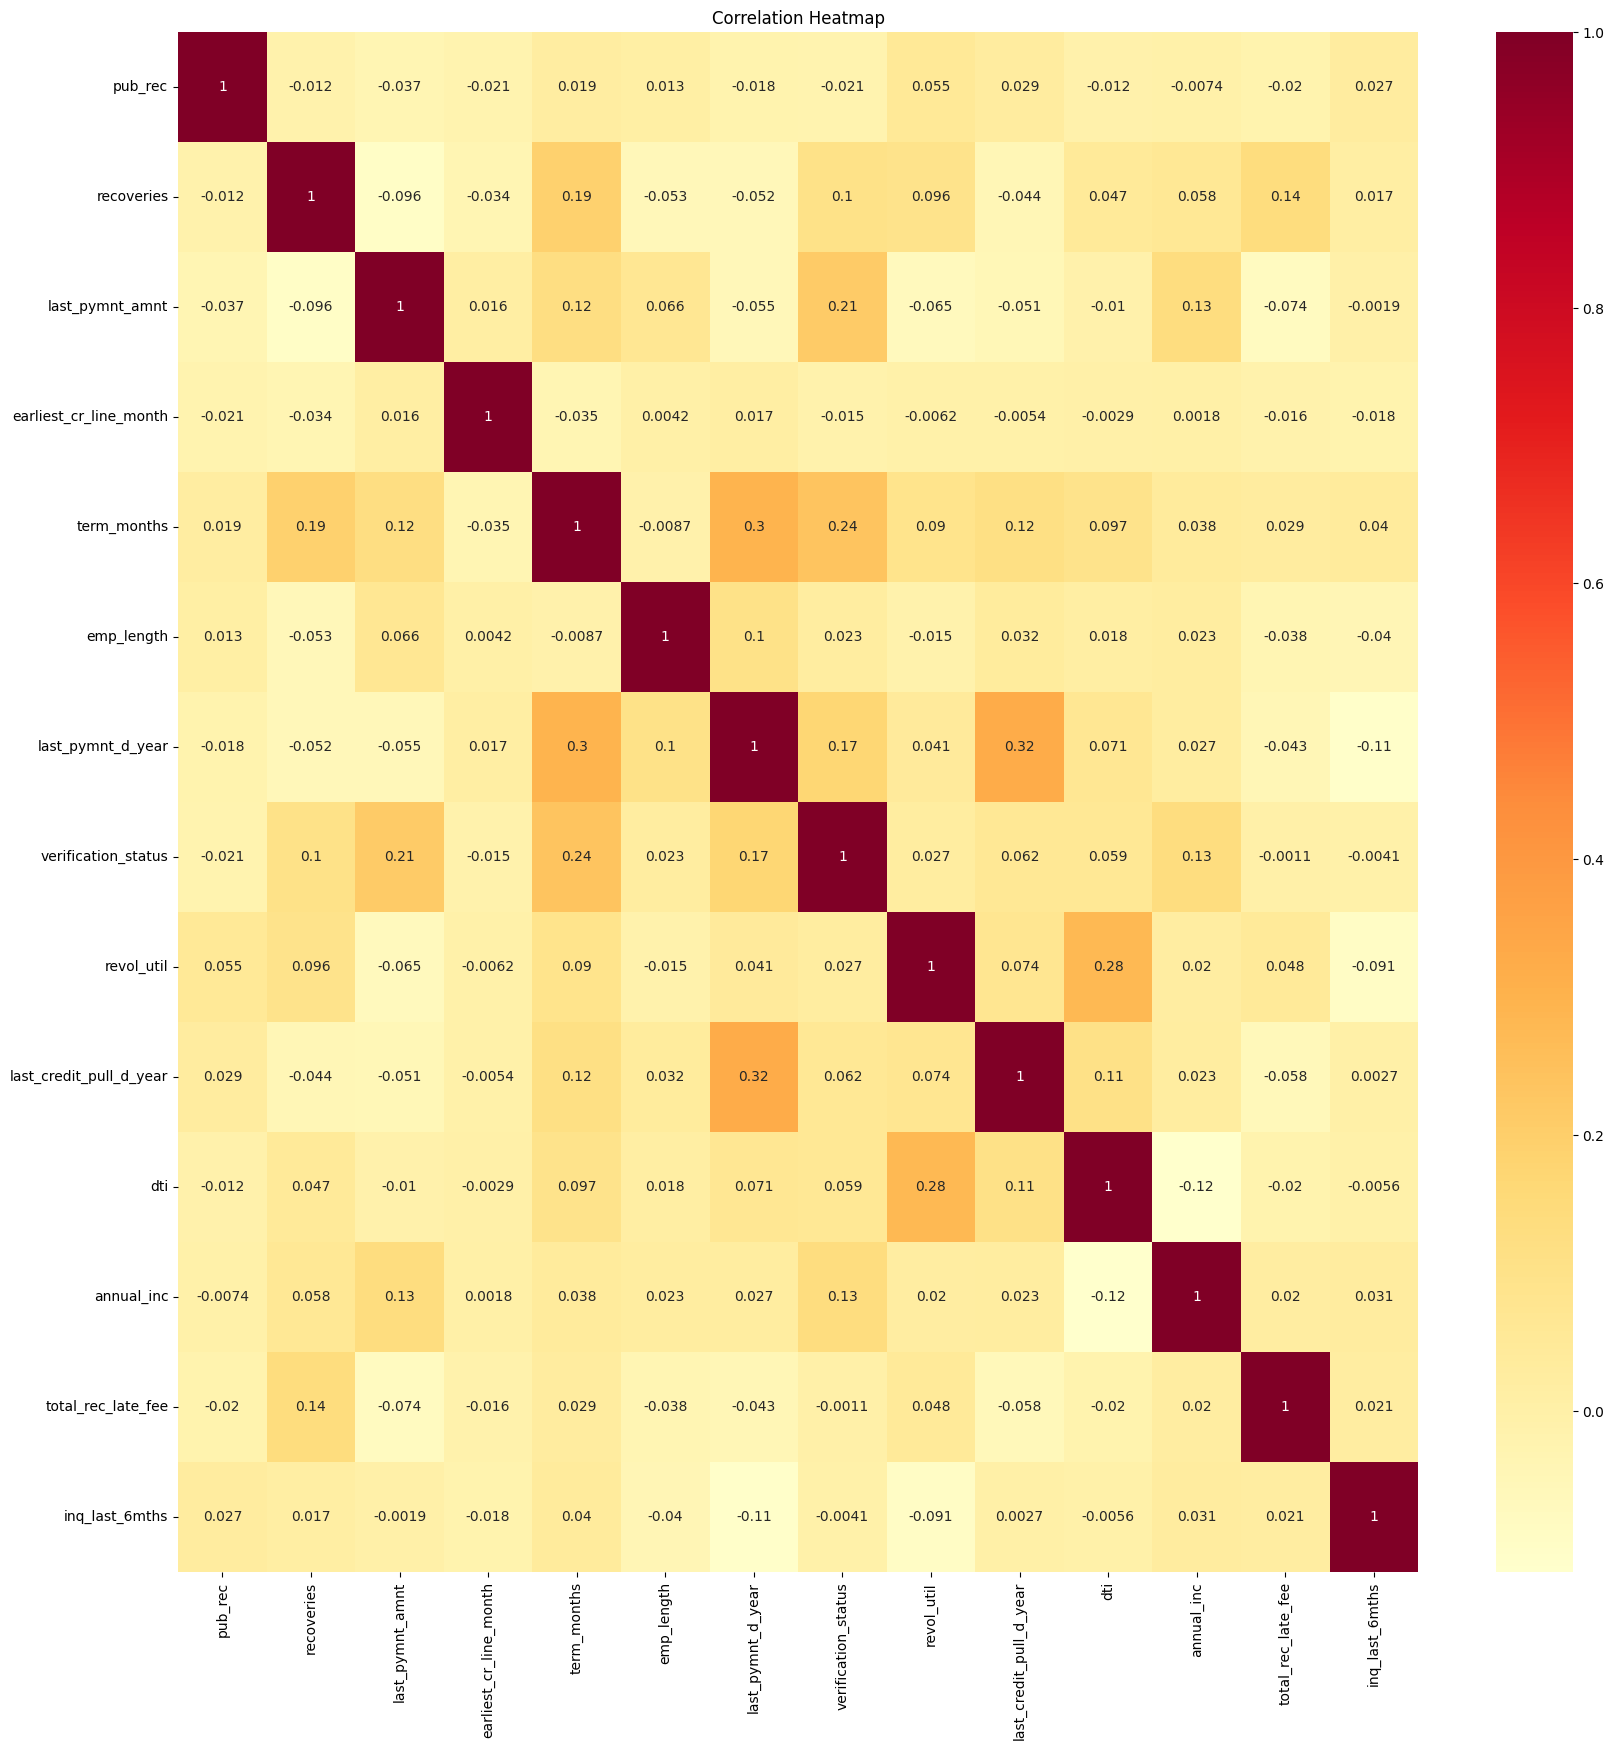 Correlation Heatmap
pub_rec 1 -0.012 -0.037 -0.021 0.019 0.013 -0.018 -0.021 0.055 0.029 -0.012 -0.0074 -0.02 0.027
recoveries -0.012 1 -0.096 -0.034 0.19 -0.053 -0.052 0.1 0.096 -0.044 0.047 0.058 0.14 0.017
last_pymnt_amnt -0.037 -0.096 1 0.016 0.12 0.066 -0.055 0.21 -0.065 -0.051 -0.01 0.13 -0.074 -0.0019
earliest_cr_line_month -0.021 -0.034 0.016 1 -0.035 0.0042 0.017 -0.015 -0.0062 -0.0054 -0.0029 0.0018 -0.016 -0.018
term_months 0.019 0.19 0.12 -0.035 1 -0.0087 0.3 0.24 0.09 0.12 0.097 0.038 0.029 0.04
emp_length 0.013 -0.053 0.066 0.0042 -0.0087 1 0.1 0.023 -0.015 0.032 0.018 0.023 -0.038 -0.04
last_pymnt_d_year -0.018 -0.052 -0.055 0.017 0.3 0.1 1 0.17 0.041 0.32 0.071 0.027 -0.043 -0.11
verification_status -0.021 0.1 0.21 -0.015 0.24 0.023 0.17 1 0.027 0.062 0.059 0.13 -0.0011 -0.0041
revol_util 0.055 0.096 -0.065 -0.0062 0.09 -0.015 0.041 0.027 1 0.074 0.28 0.02 0.048 -0.091
last_credit_pull_d_year 0.029 -0.044 -0.051 -0.0054 0.12 0.032 0.32 0.062 0.074 1 0.11 0.023 -0.058 0.0027
dti -0.012 0.047 -0.01 -0.0029 0.097 0.018 0.071 0.059 0.28 0.11 1 -0.12 -0.02 -0.0056
annual_inc -0.0074 0.058 0.13 0.0018 0.038 0.023 0.027 0.13 0.02 0.023 -0.12 1 0.02 0.031
total_rec_late_fee -0.02 0.14 -0.074 -0.016 0.029 -0.038 -0.043 -0.0011 0.048 -0.058 -0.02 0.02 1 0.021
inq_last_6mths 0.027 0.017 -0.0019 -0.018 0.04 -0.04 -0.11 -0.0041 -0.091 0.0027 -0.0056 0.031 0.021 1
pub_rec
recoveries
last_pymnt_amnt
earliest_cr_line_month
term_months
emp_length
last_pymnt_d_year
verification_status
revol_util
last_credit_pull_d_year
dti
annual_inc
total_rec_late_fee
inq_last_6mths
1.0
0.8
0.6
0.4
0.2
0.0